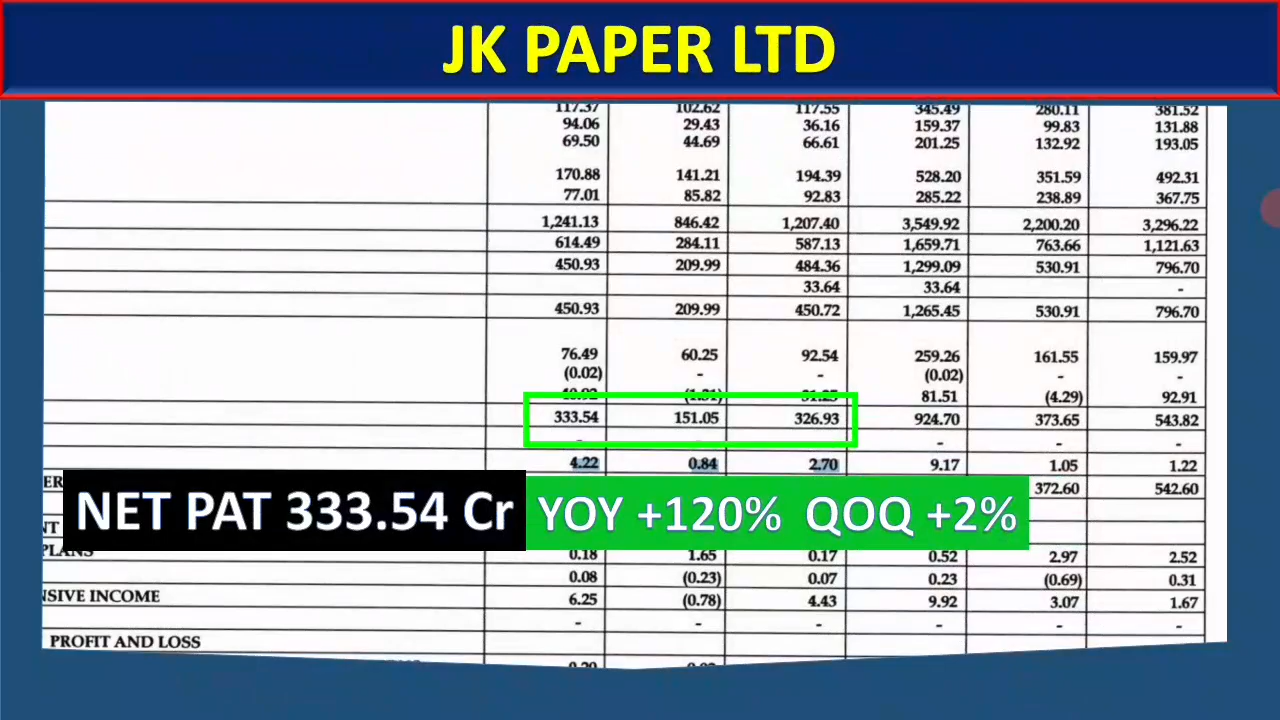 JK PAPER LTD
117.37 102.62 117.55 345.49 280.11 381.52
94.06 29.43 36.16 159.37 99.83 131.88
69.50 44.69 66.61 201.25 132.92 193.05
170.88 141.21 194.39 528.20 351.59 492.31
77.01 85.82 92.83 285.22 238.89 367.75
1,241.13 846.42 1,207.40 3,549.92 2,200.20 3,296.22
614.49 284.11 587.13 1,659.71 763.66 1,121.63
450.93 209.99 484.36 1,299.09 530.91 796.70
33.64 33.64 -
450.93 209.99 450.72 1,265.45 530.91 796.70
76.49 60.25 92.54 259.26 161.55 159.97
(0.02) - - (0.02) - -
81.51 (4.29) 92.91
333.54 151.05 326.93 924.70 373.65 543.82
- - - -
4.22 0.84 2.70 9.17 1.05 1.22
372.60 542.60
NET PAT 333.54 Cr YOY +120% QOQ +2%
PLANS 0.18 1.65 0.17 0.52 2.97 2.52
0.08 (0.23) 0.07 0.23 (0.69) 0.31
NSIVE INCOME 6.25 (0.78) 4.43 9.92 3.07 1.67
- - - - - -
PROFIT AND LOSS